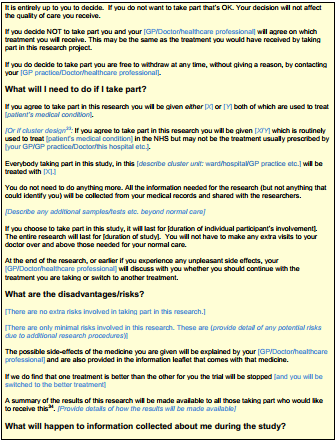 It is entirely up to you to decide.  If you do not want to take part that's OK. Your decision will not affect
the quality of care you receive.
If you decide NOT to take part you and your [GP/Doctor/healthcare professional] will agree on which
treatment you will receive. This may be the same as the treatment you would have received by taking
part in this research project.
If you do decide to take part you are free to withdraw at any time, without giving a reason, by contacting
your [GP practice/Doctor/healthcare professional].
What will I need to do if I take part?
If you agree to take part in this research you will be given either [X] or [Y] both of which are used to treat
[patient's medical condition].
[Or if cluster design23: If you agree to take part in this research you will be given [X/Y] which is routinely
used to treat [patient's medical condition] in the NHS but may not be the treatment usually prescribed by
[your GP/GP practice/Doctor/this hospital etc.].
Everybody taking part in this study, in this [describe cluster unit: ward/hospital/GP practice etc.] will be
treated with [X].]
You do not need to do anything more. All the information needed for the research (but not anything that
could identify you) will be collected from your medical records and shared with the researchers.
[Describe any additional samples/tests etc. beyond normal care]
If you choose to take part in this study, it will last for [duration of individual participant's involvement].
The entire research will last for [duration of study].  You will not have to make any extra visits to your
doctor over and above those needed for your normal care.
At the end of the research, or earlier if you experience any unpleasant side effects, your
[GP/Doctor/healthcare professional] will discuss with you whether you should continue with the
treatment you are taking or switch to another treatment.
What are the disadvantages/risks?
[There are no extra risks involved in taking part in this research.]
[There are only minimal risks involved in this research. These are (provide detail of any potential risks
due to additional research procedures)]
The possible side-effects of the medicine you are given will be explained by your [GP/Doctor/healthcare
professional] and are also provided in the information leaflet that comes with that medicine.
If we do find that one treatment is better than the other for you the trial will be stopped [and you will be
switched to the better treatment]
A summary of the results of this research will be made available to all those taking part who would like
to receive this24. [Provide details of how the results will be made available]
What will happen to information collected about me during the study?